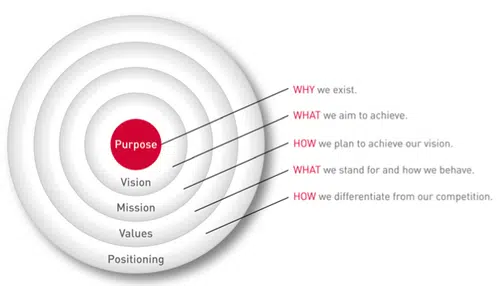 WHY we exist.
WHAT we aim to achieve.
HOW we plan to achieve our vision.
WHAT we stand for and how we behave.
HOW we differentiate from our competition.
Purpose
Vision
Mission
Values
Positioning